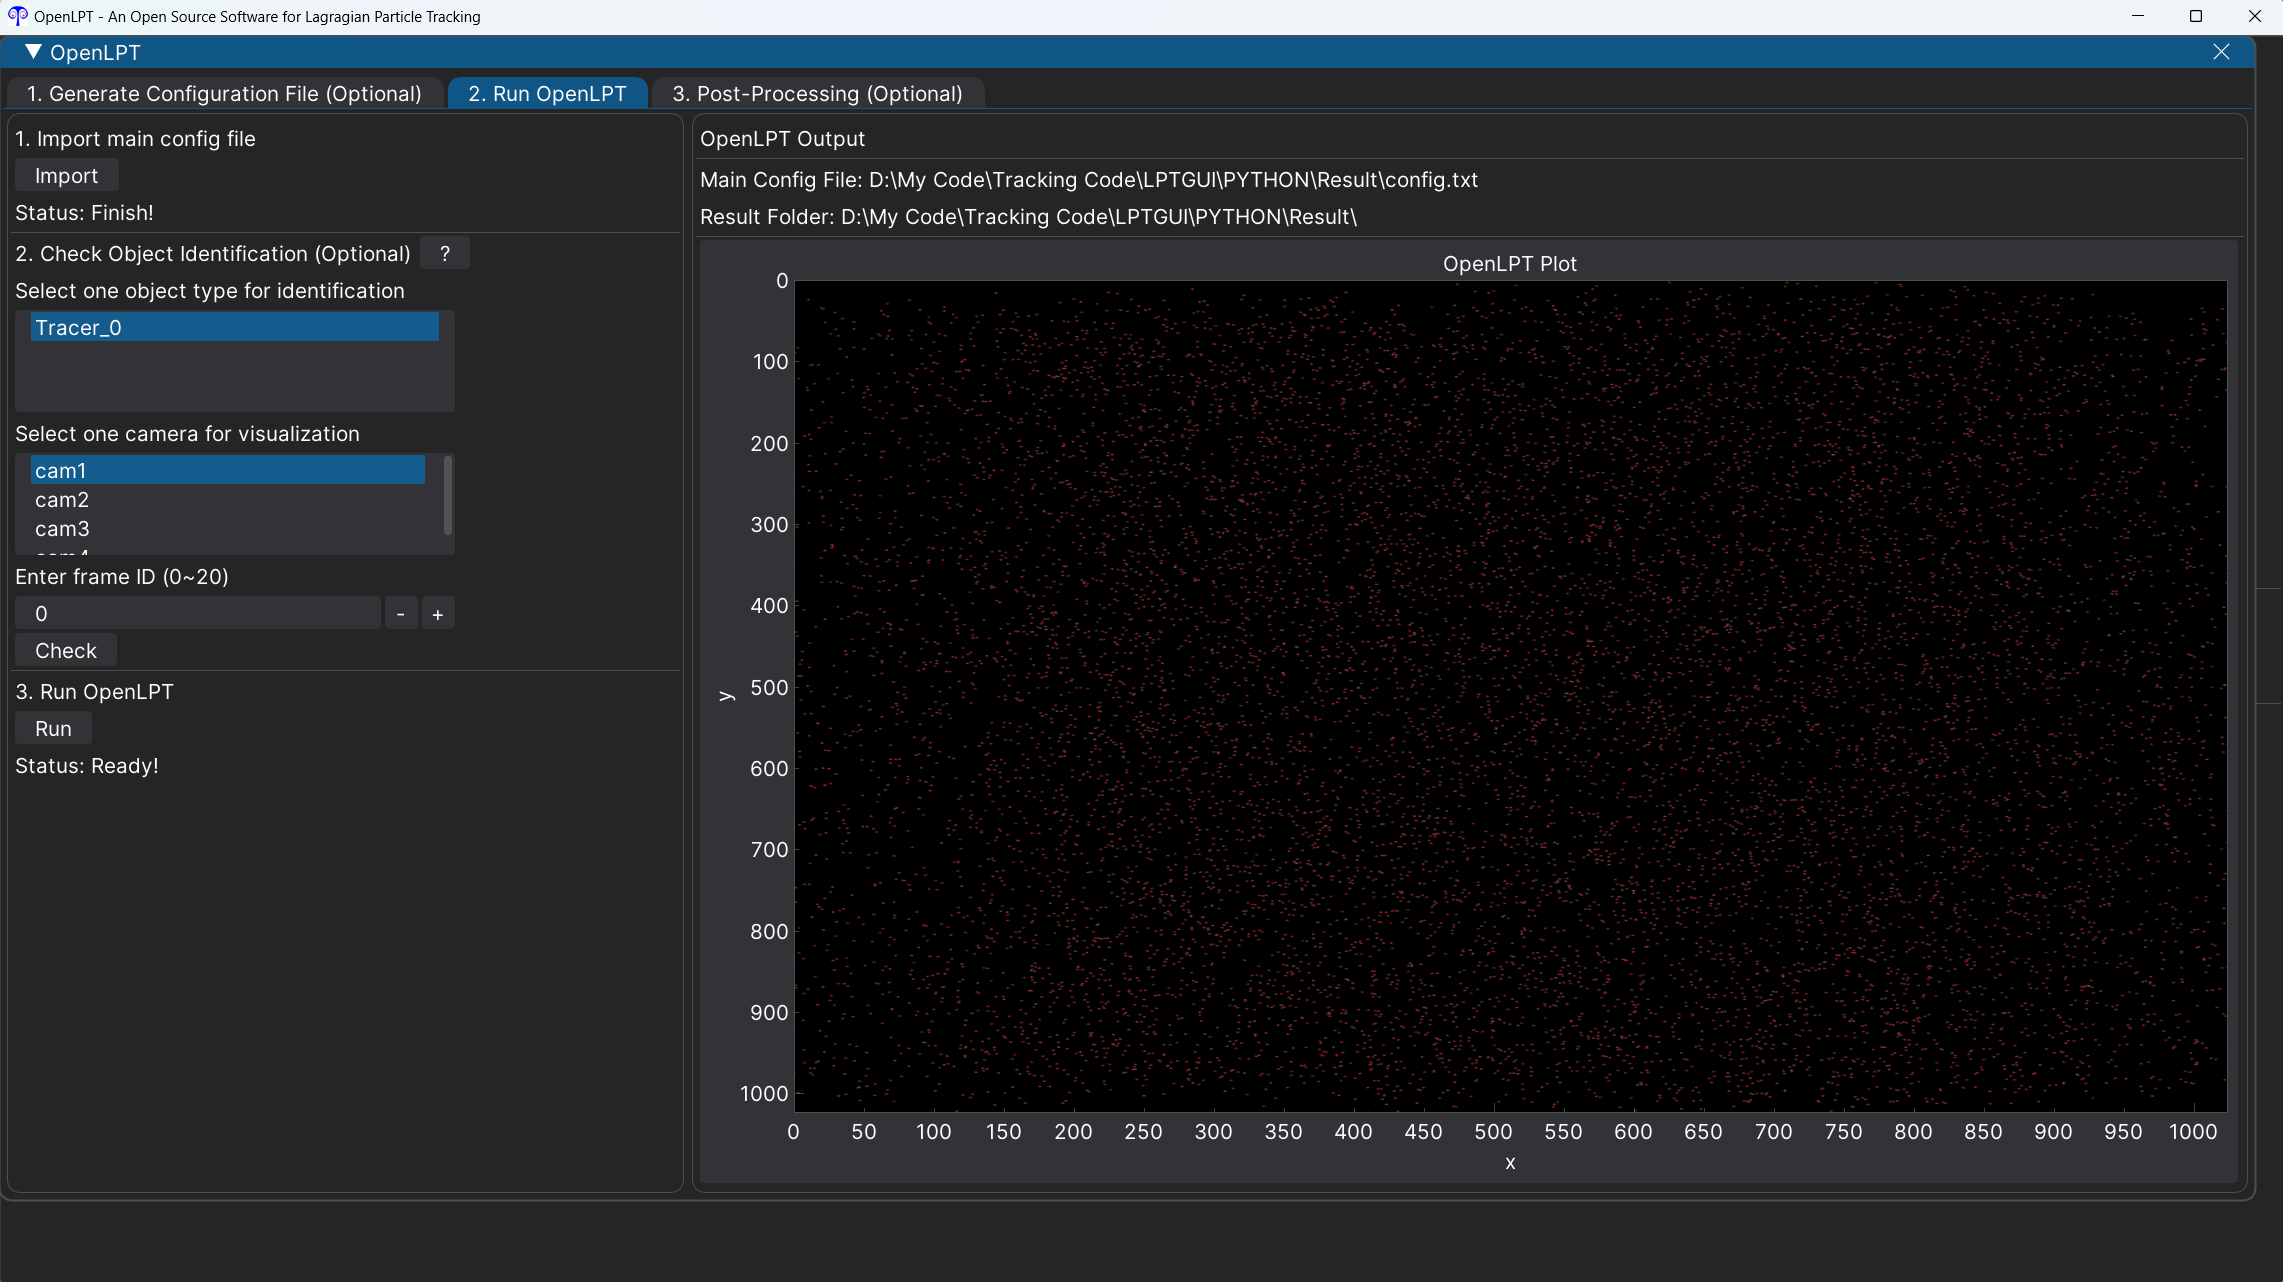 OpenLPT - An Open Source Software for Lagragian Particle Tracking
OpenLPT
1. Generate Configuration File (Optional)
2. Run OpenLPT
3. Post-Processing (Optional)
1. Import main config file
Import
Status: Finish!
2. Check Object Identification (Optional)
?
Select one object type for identification
Tracer_0
Select one camera for visualization
cam1
cam2
cam3
cam4
Enter frame ID (0~20)
0
-
+
Check
3. Run OpenLPT
Run
Status: Ready!
OpenLPT Output
Main Config File: D:\My Code\Tracking Code\LPTGUI\PYTHON\Result\config.txt
Result Folder: D:\My Code\Tracking Code\LPTGUI\PYTHON\Result\
OpenLPT Plot
0
100
200
300
400
500
600
700
800
900
1000
y
0 50 100 150 200 250 300 350 400 450 500 550 600 650 700 750 800 850 900 950 1000
x